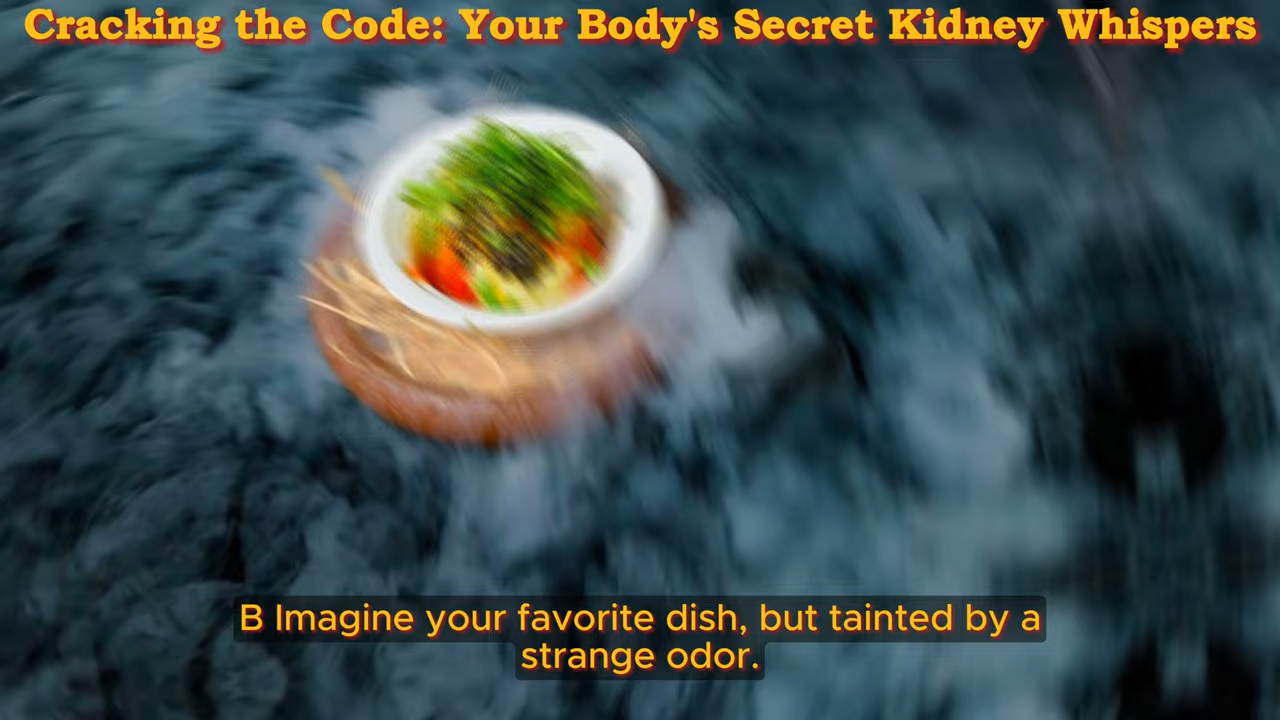 Cracking the Code: Your Body's Secret Kidney Whispers
B Imagine your favorite dish, but tainted by a
strange odor.